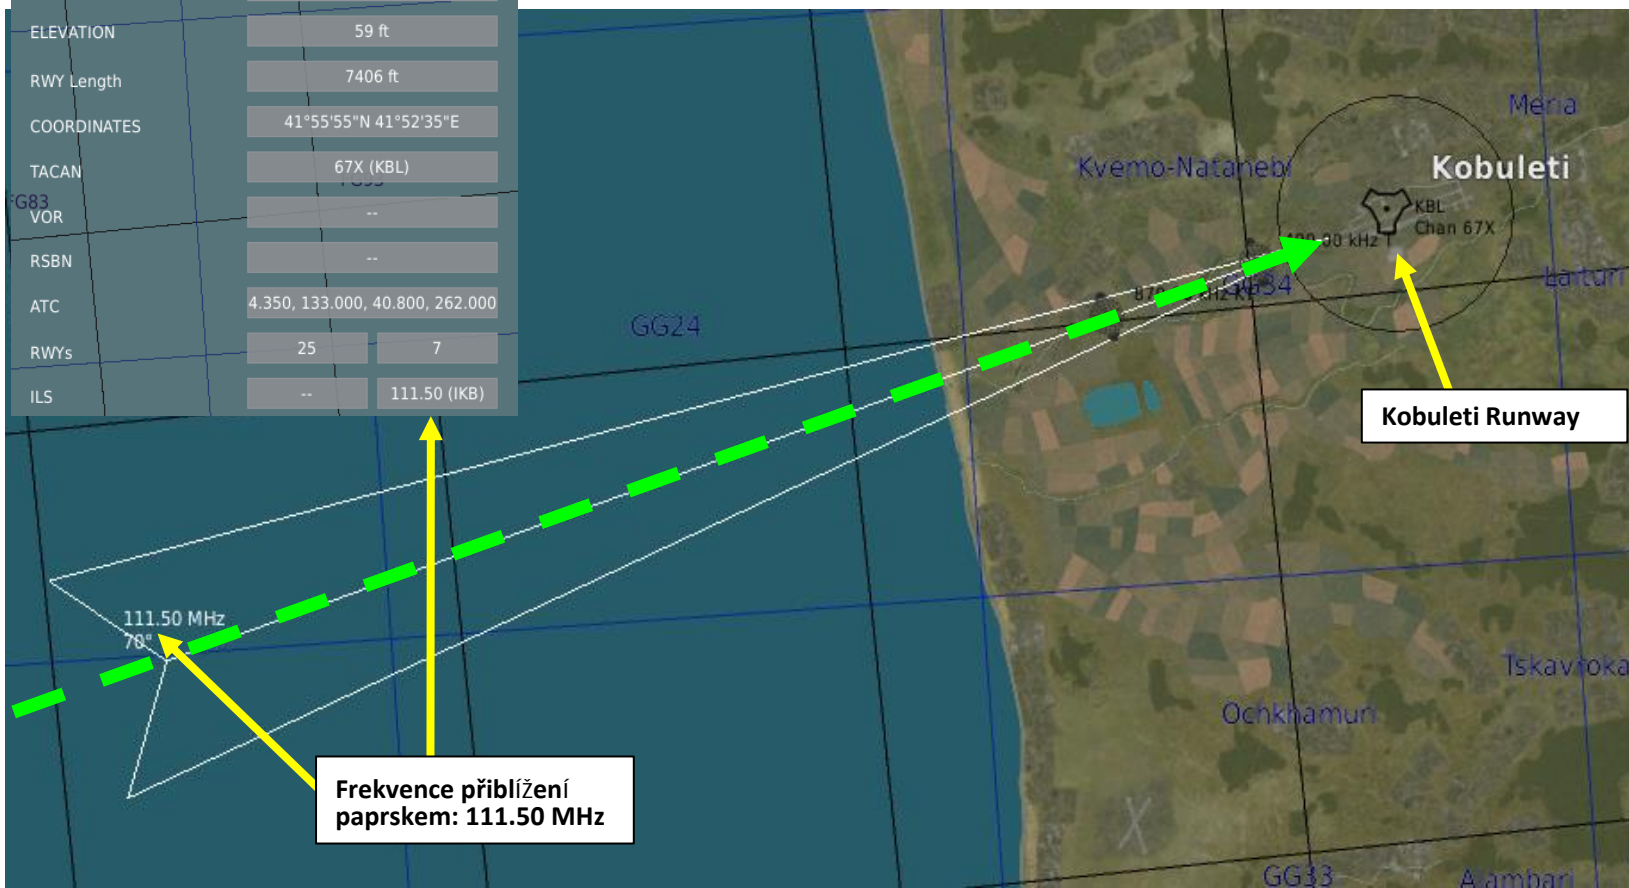 ELEVATION 59 ft
RWY Length 7406 ft
COORDINATES 41°55'55"N 41°52'35"E
TACAN 67X (KBL)
VOR --
RSBN --
ATC 4.350, 133.000, 40.800, 262.000
RWYs 25 7
ILS -- 111.50 (IKB)
Meria
Kvemo-Natanebi
Kobuleti
KBL
Chan 67X
00 kHz
Laituri
GG24
Kobuleti Runway
111.50 MHz
70°
Tskavroka
Ochkhamuri
Frekvence přiblížení
paprskem: 111.50 MHz
GG33